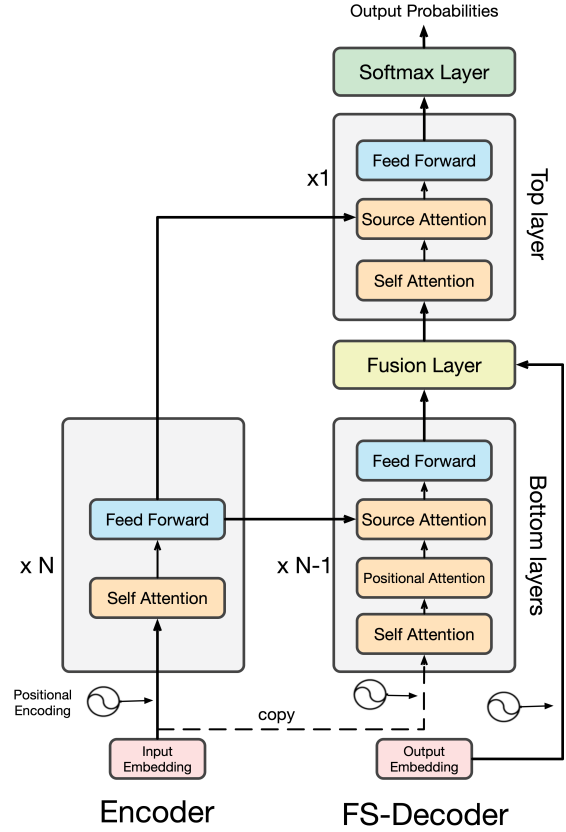 Output Probabilities
Softmax Layer
Feed Forward
x1
Source Attention
Self Attention
Top layer
Fusion Layer
Feed Forward
Feed Forward
Source Attention
x N
Self Attention
x N-1
Positional Attention
Self Attention
Bottom layers
Positional
Encoding
copy
Input
Embedding
Output
Embedding
Encoder
FS-Decoder